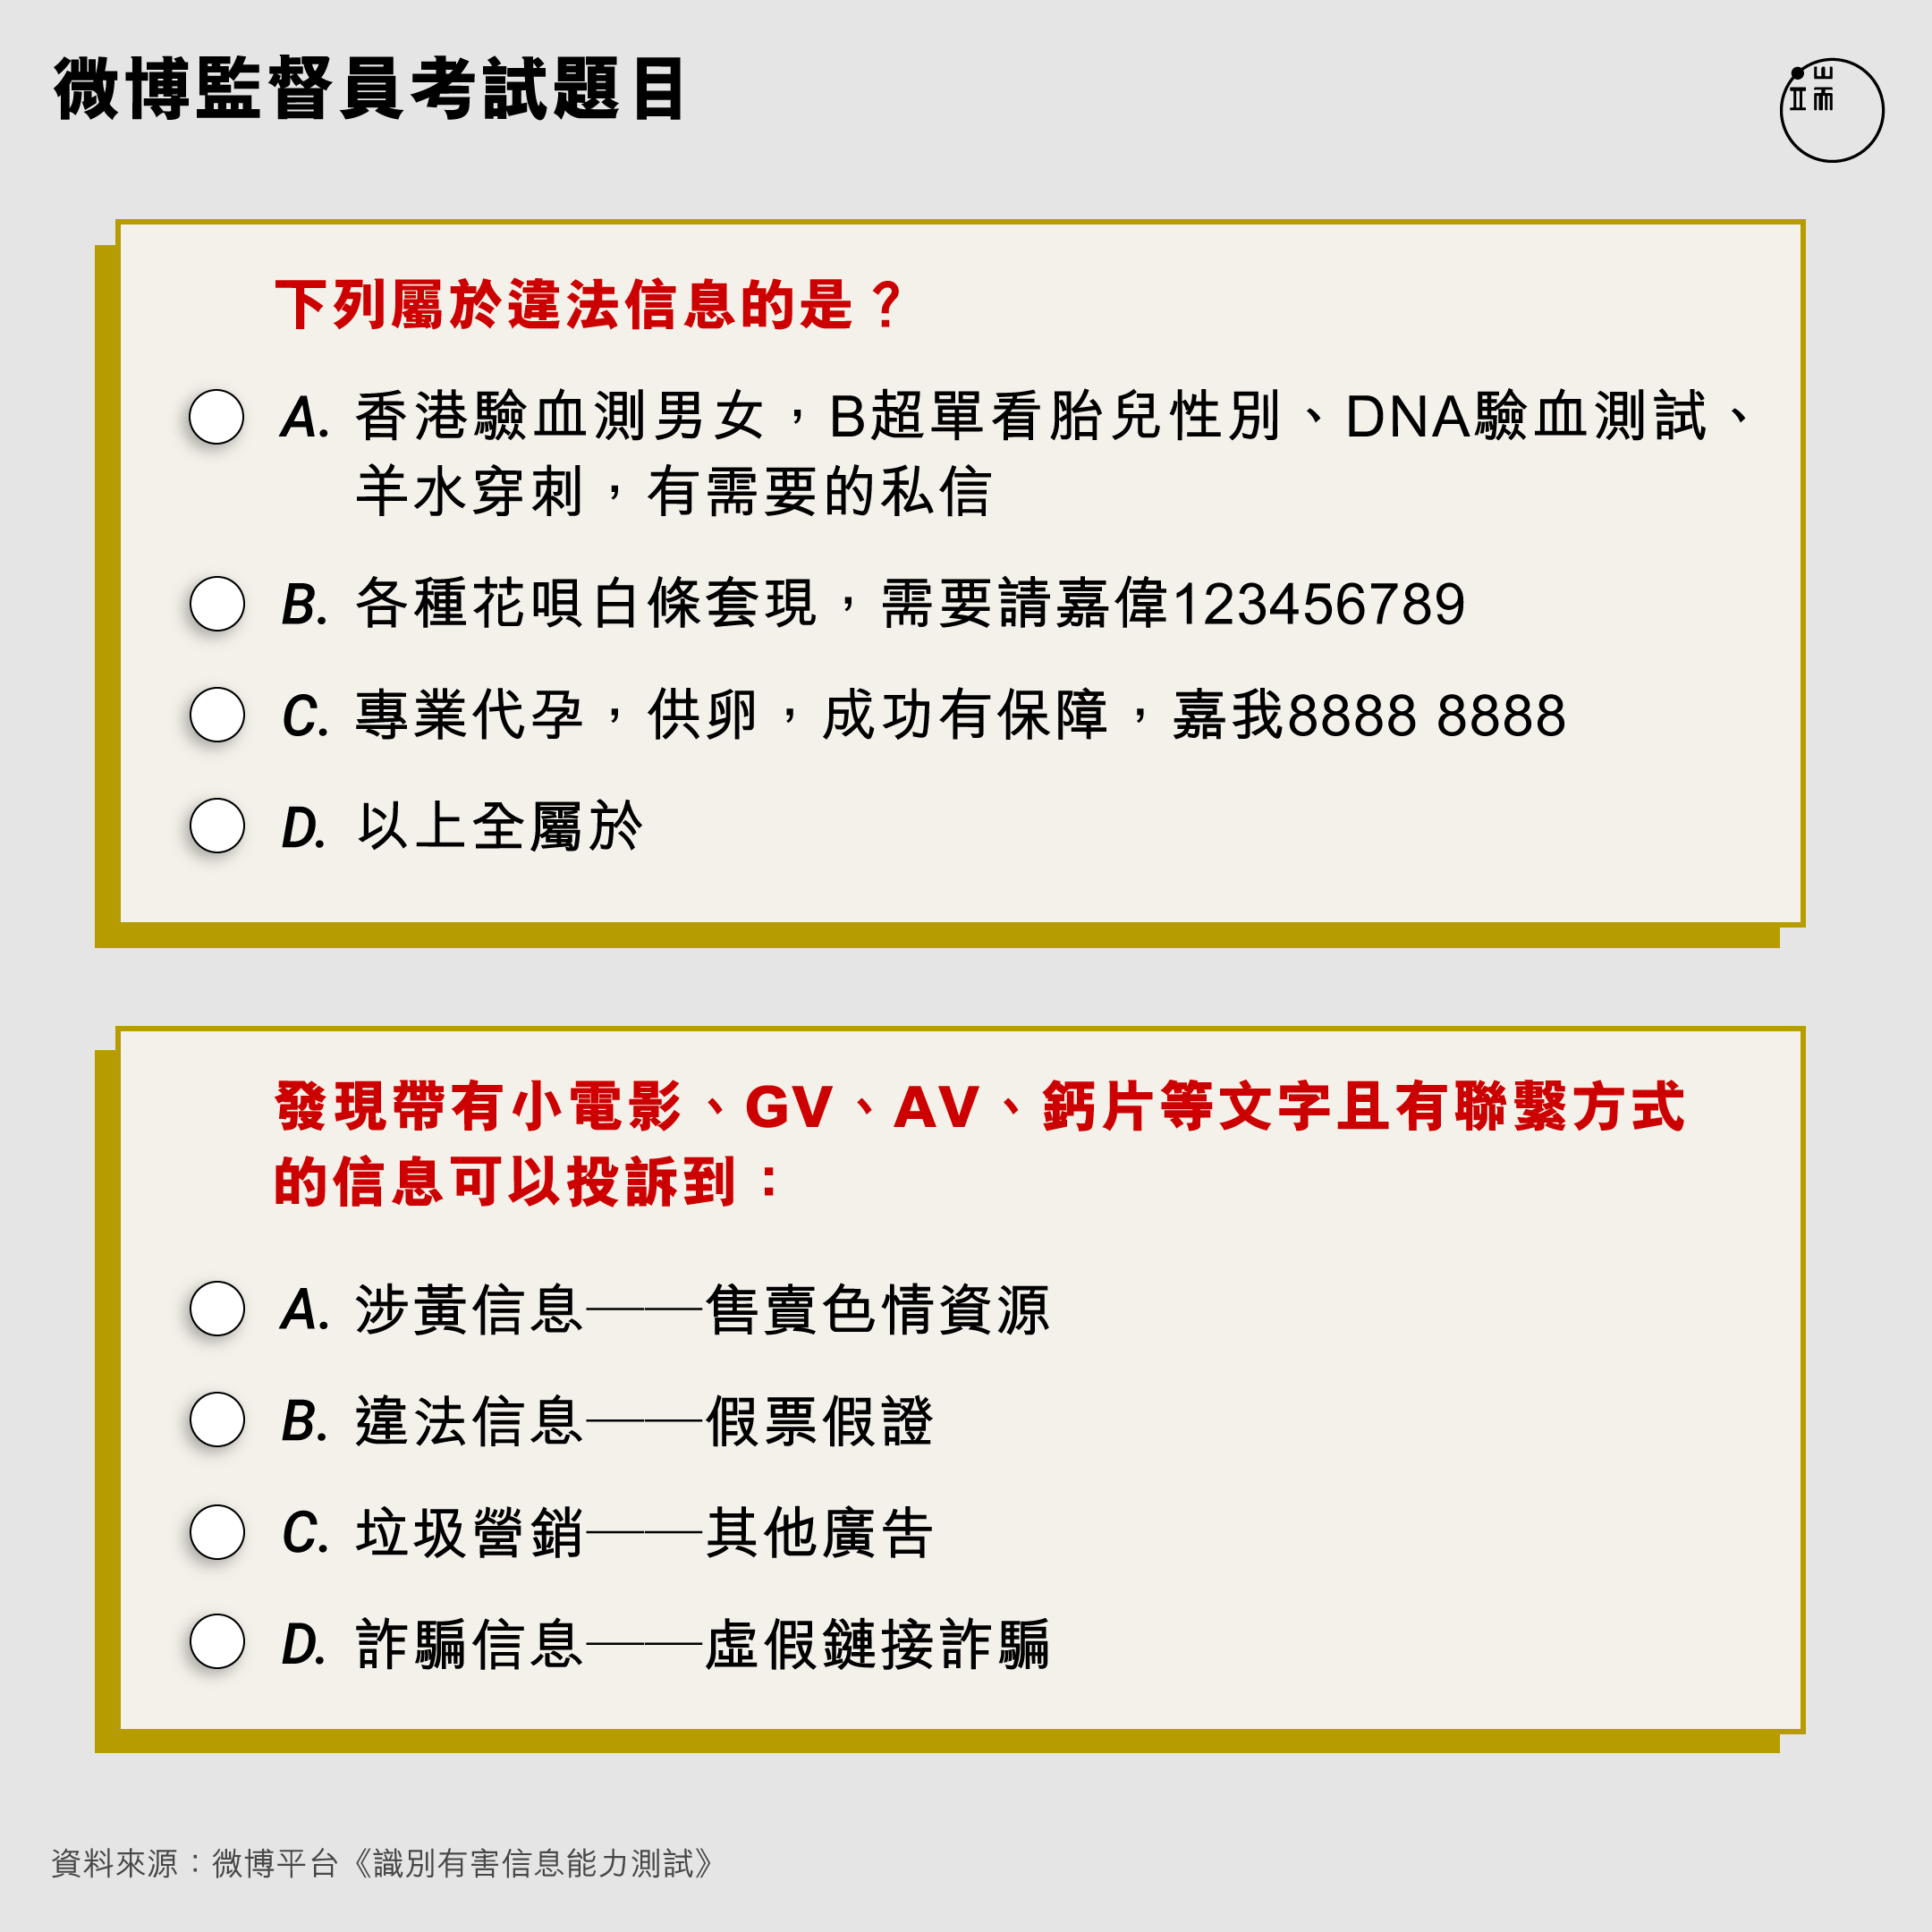 微博監督員考試題目
端
下列屬於違法信息的是？
A. 香港驗血測男女，B超單看胎兒性別、DNA驗血測試、
羊水穿刺，有需要的私信
B. 各種花唄白條套現，需要請嘉偉123456789
C. 專業代孕，供卵，成功有保障，嘉我8888 8888
D. 以上全屬於
發現帶有小電影、GV、AV、鈣片等文字且有聯繫方式
的信息可以投訴到：
A. 涉黃信息——售賣色情資源
B. 違法信息——假票假證
C. 垃圾營銷——其他廣告
D. 詐騙信息——虛假鏈接詐騙
資料來源：微博平台《識別有害信息能力測試》